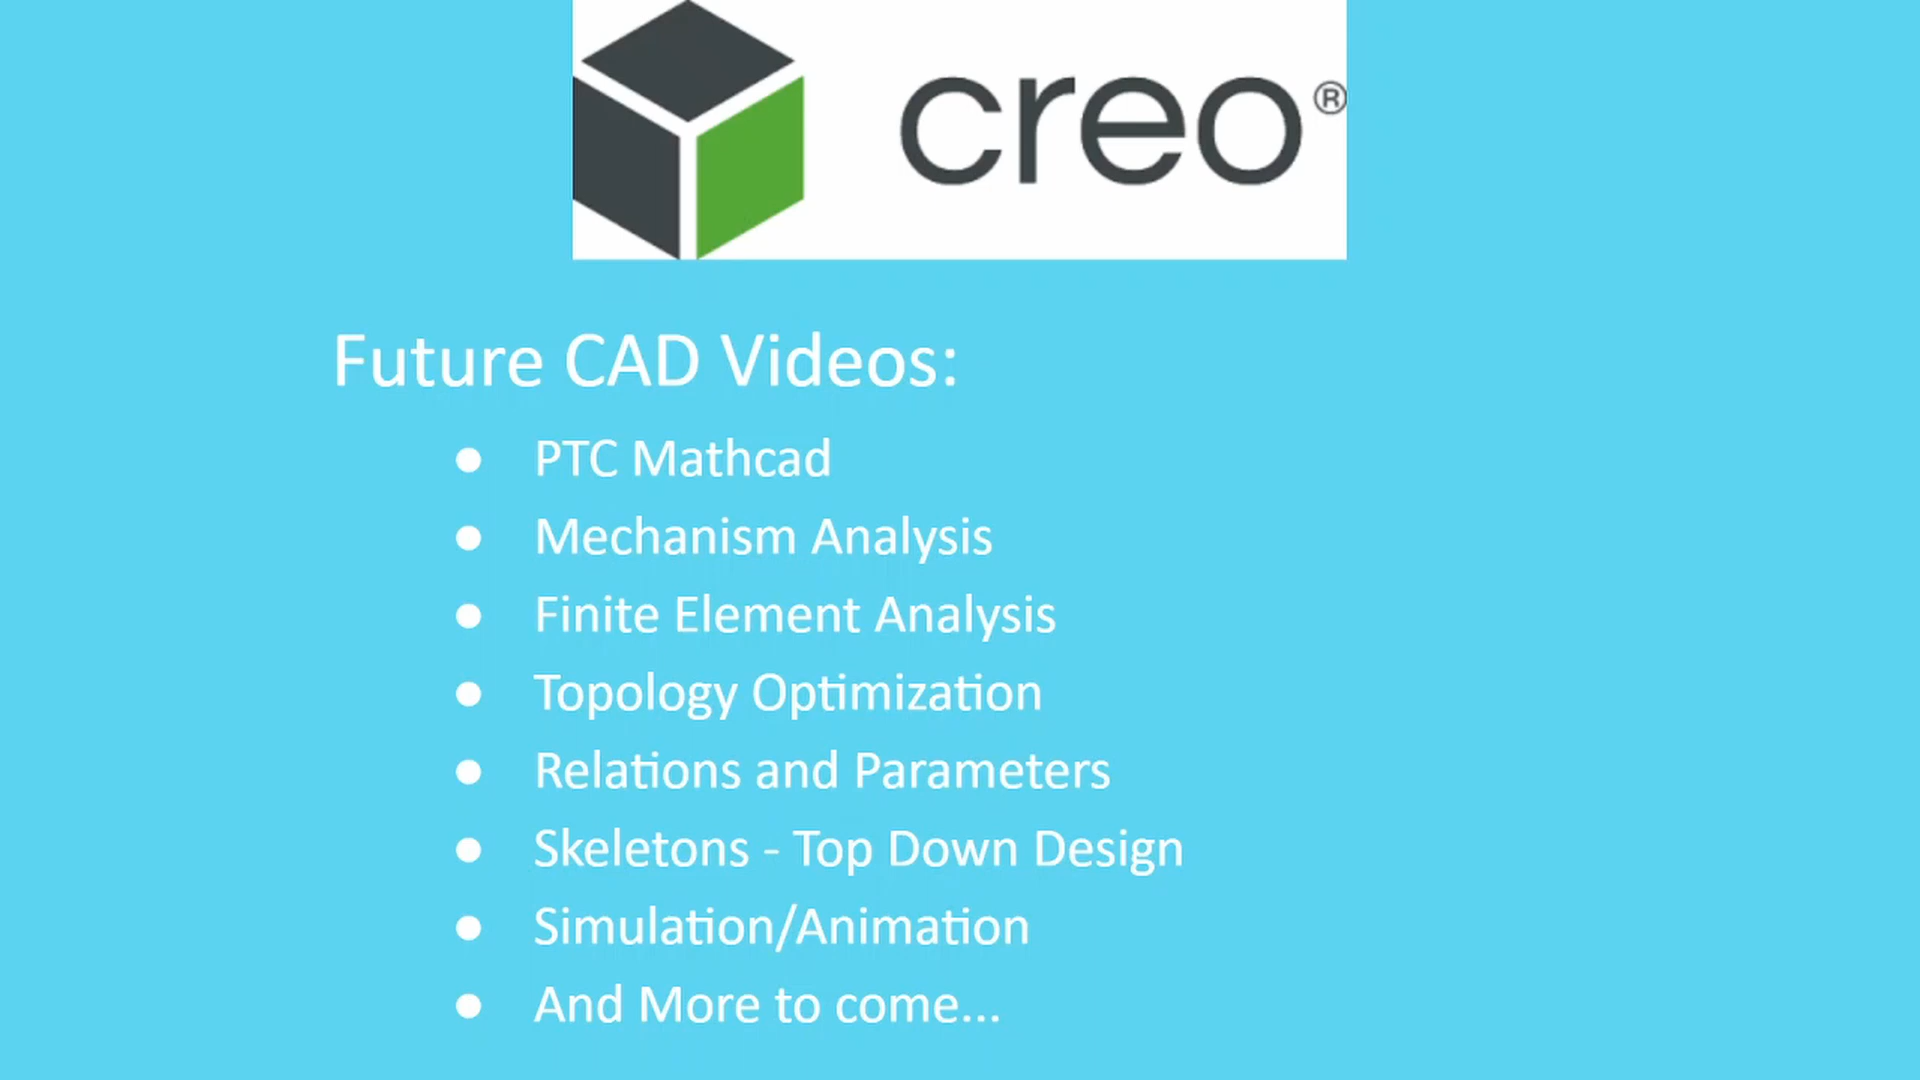 creo®
Future CAD Videos:
● PTC Mathcad
● Mechanism Analysis
● Finite Element Analysis
● Topology Optimization
● Relations and Parameters
● Skeletons - Top Down Design
● Simulation/Animation
● And More to come...